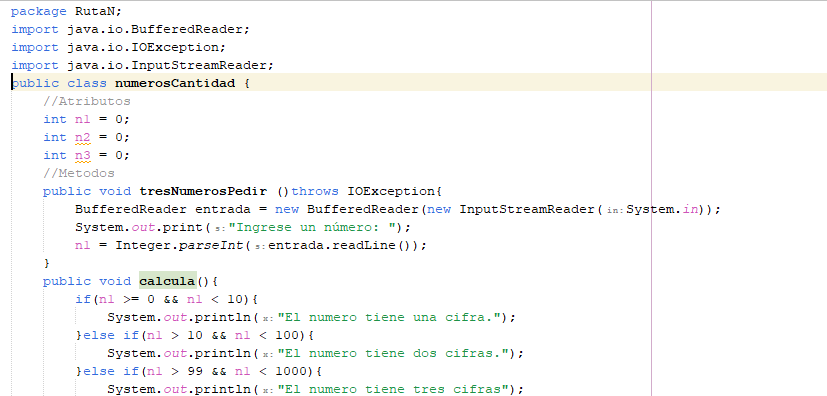 package RutaN;
import java.io.BufferedReader;
import java.io.IOException;
import java.io.InputStreamReader;
public class numerosCantidad {
    //Atributos
    int n1 = 0;
    int n2 = 0;
    int n3 = 0;
    //Metodos
    public void tresNumerosPedir ()throws IOException{
        BufferedReader entrada = new BufferedReader(new InputStreamReader( in: System.in));
        System.out.print( s: "Ingrese un número: ");
        n1 = Integer.parseInt( s: entrada.readLine());
    }
    public void calcula(){
        if(n1 >= 0 && n1 < 10){
            System.out.println( x: "El numero tiene una cifra.");
        }else if(n1 > 10 && n1 < 100){
            System.out.println( x: "El numero tiene dos cifras.");
        }else if(n1 > 99 && n1 < 1000){
            System.out.println( x: "El numero tiene tres cifras");